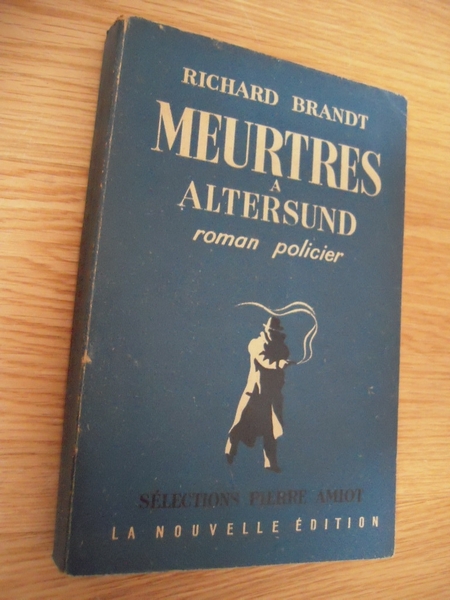 RICHARD BRANDT
MEURTRES
A
ALTERSUND
roman policier
SÉLECTIONS PIERRE AMIOT
LA NOUVELLE ÉDITION